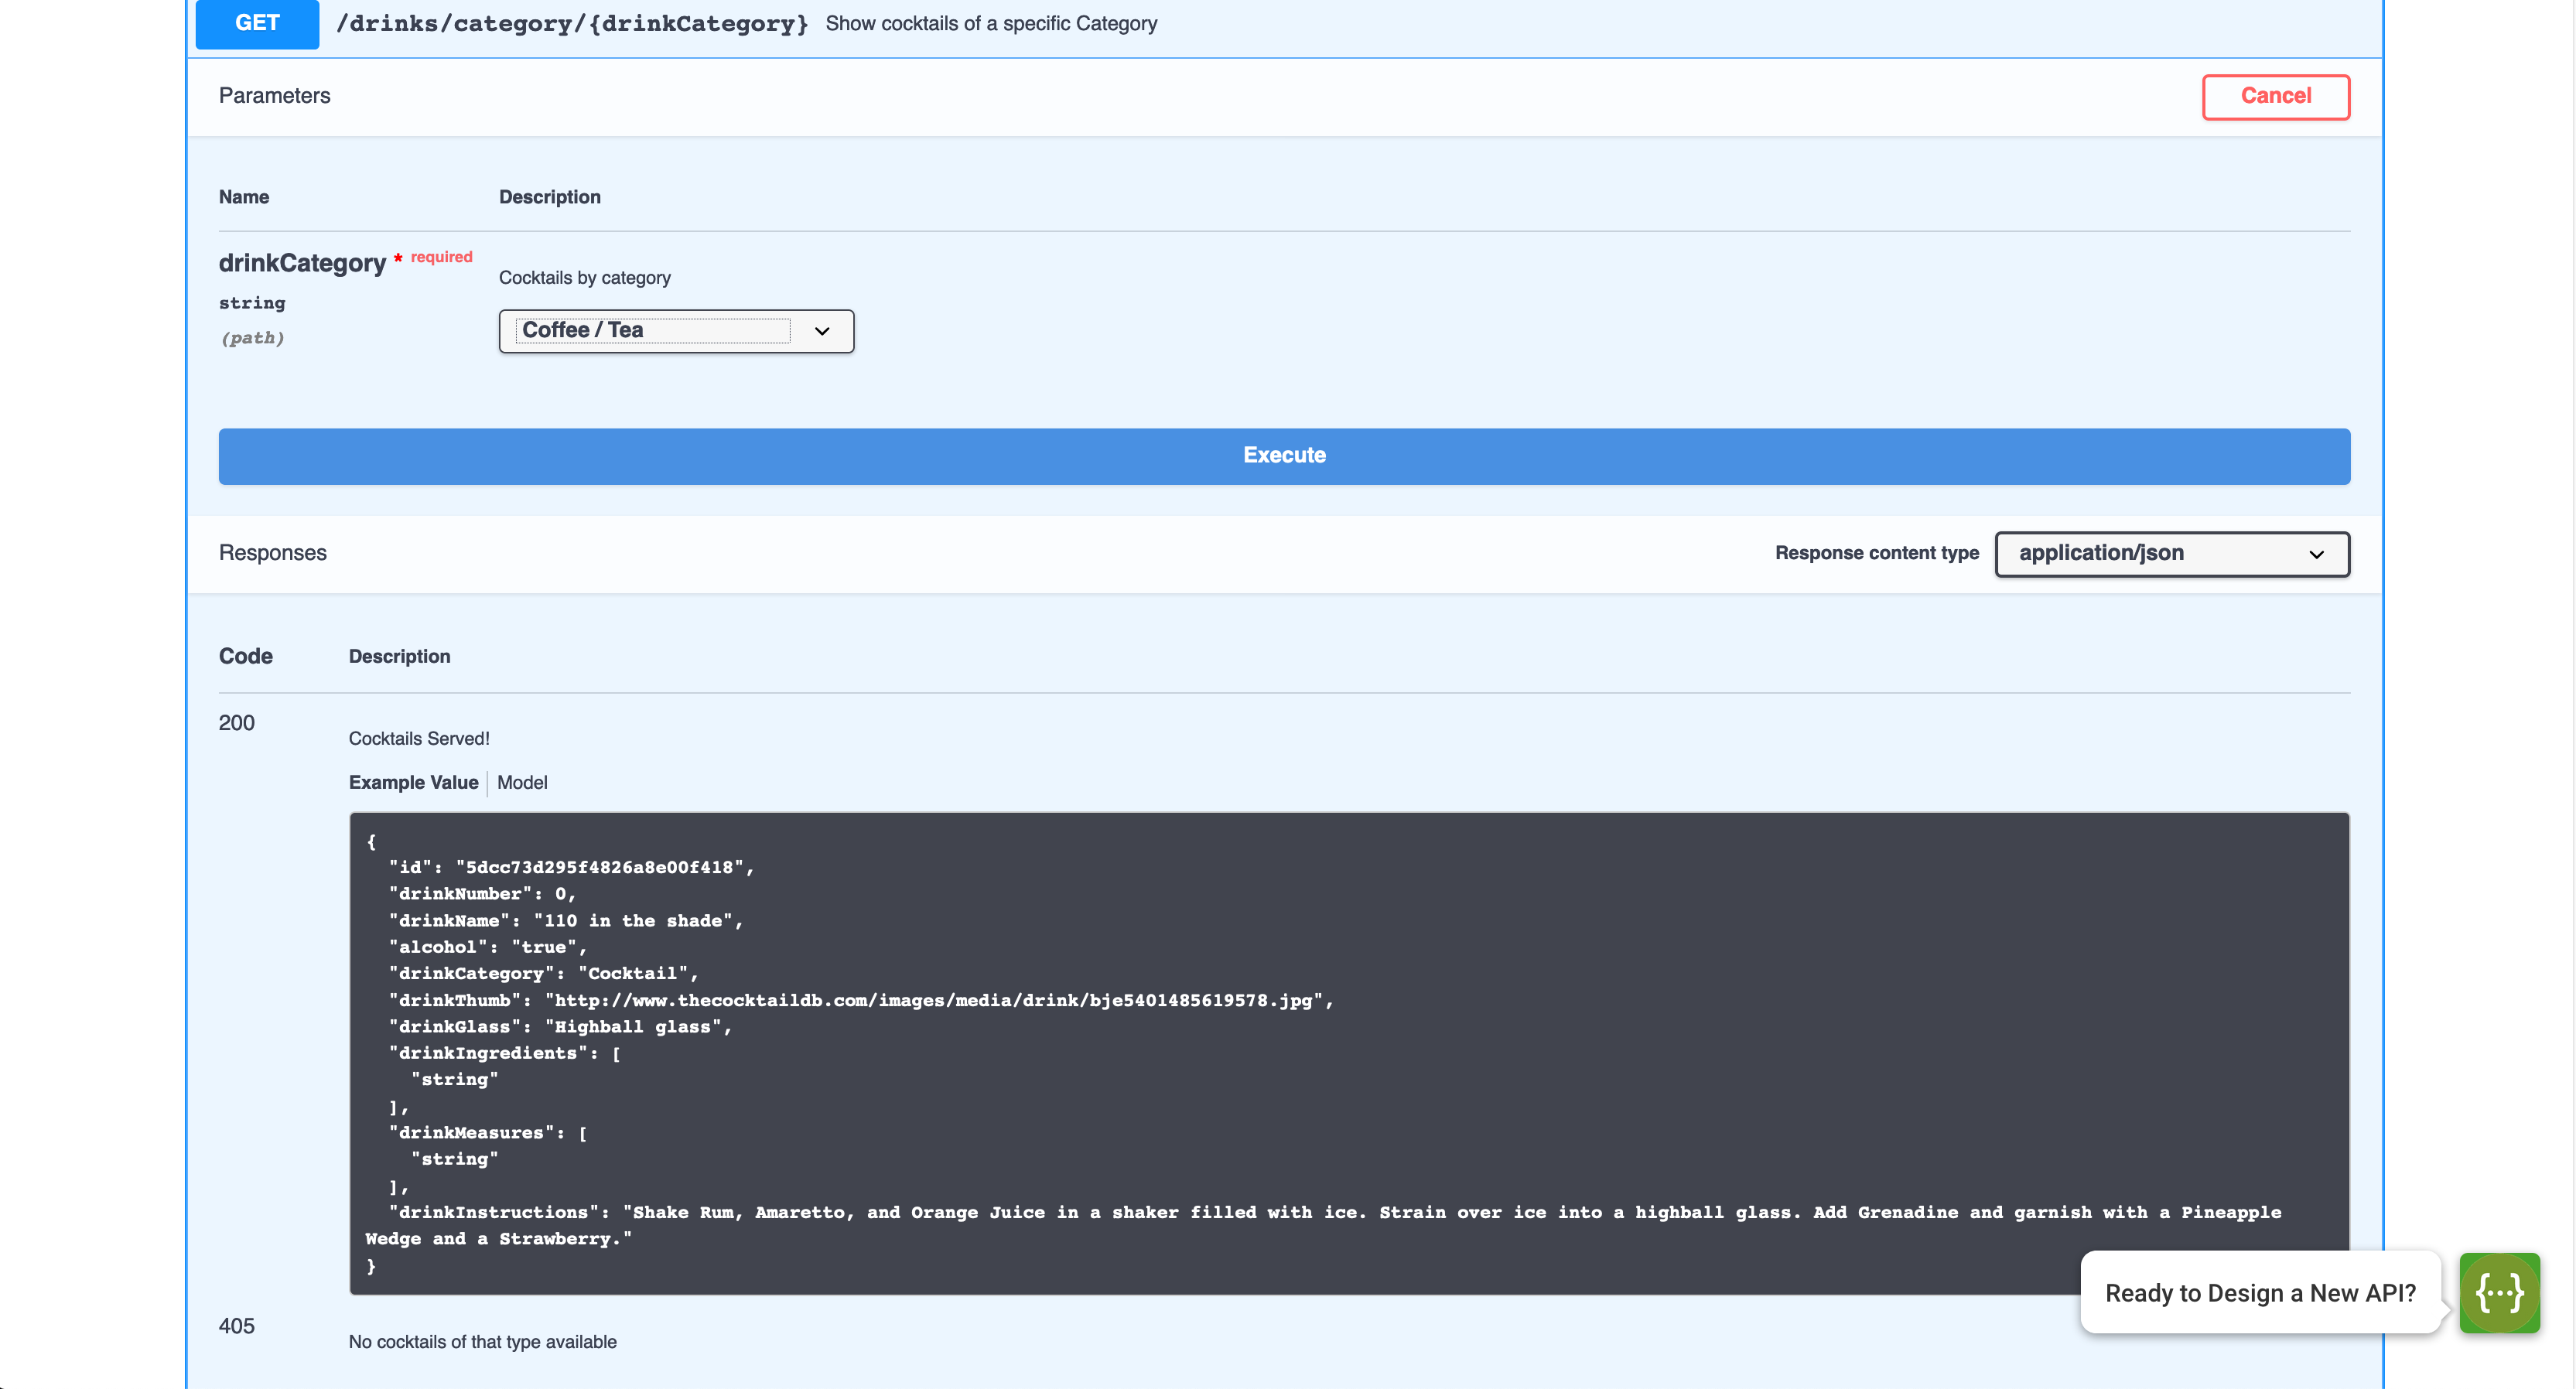 GET /drinks/category/{drinkCategory} Show cocktails of a specific Category
Parameters
Cancel
Name Description
drinkCategory * required
string
(path)
Cocktails by category
Coffee / Tea
Execute
Responses
Response content type application/json
Code Description
200
Cocktails Served!
Example Value Model
{
  "id": "5dcc73d295f4826a8e00f418",
  "drinkNumber": 0,
  "drinkName": "110 in the shade",
  "alcohol": "true",
  "drinkCategory": "Cocktail",
  "drinkThumb": "http://www.thecocktaildb.com/images/media/drink/bje5401485619578.jpg",
  "drinkGlass": "Highball glass",
  "drinkIngredients": [
    "string"
  ],
  "drinkMeasures": [
    "string"
  ],
  "drinkInstructions": "Shake Rum, Amaretto, and Orange Juice in a shaker filled with ice. Strain over ice into a highball glass. Add Grenadine and garnish with a Pineapple
Wedge and a Strawberry."
}
Ready to Design a New API?
{...}
405
No cocktails of that type available